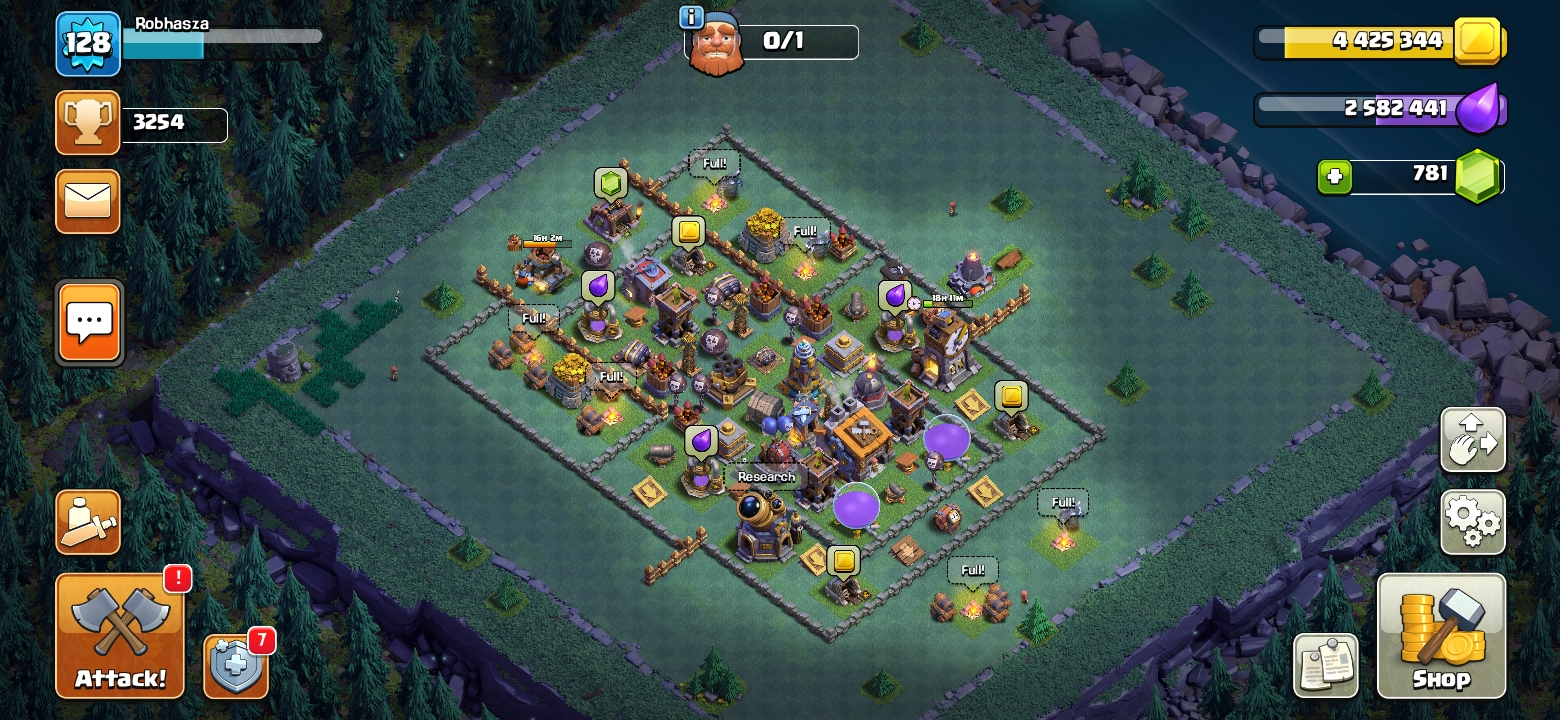 Robhasza
128
i
0/1
4 425 344
3254
2 582 441
781
Full!
Full!
16h 2m
18h 11m
Full!
Full!
Research
Full!
Full!
!
7
Attack!
Shop